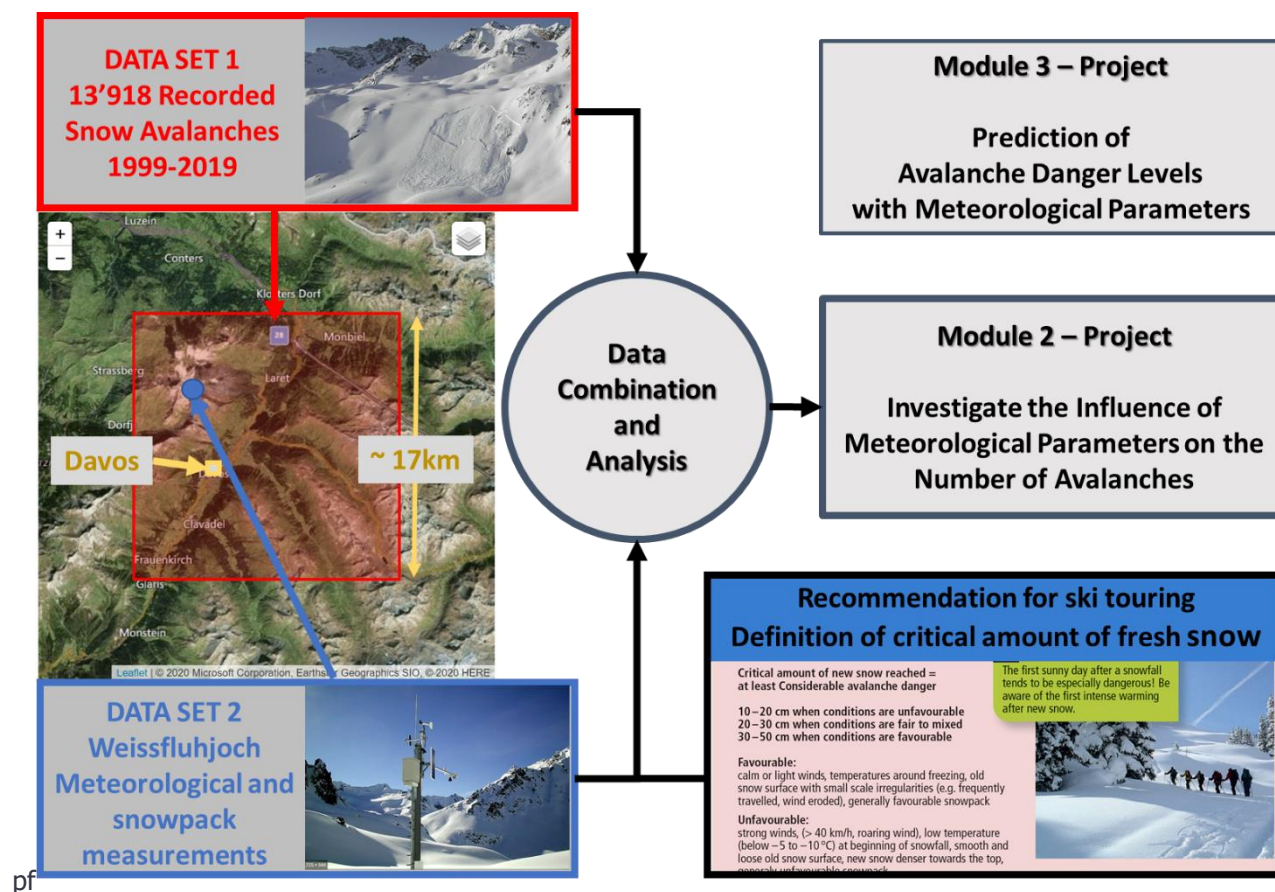 DATA SET 1
13’918 Recorded
Snow Avalanches
1999-2019
Module 3 – Project
Prediction of
Avalanche Danger Levels
with Meteorological Parameters
+
−
Luzein
Conters
Klosters Dorf
28
Monbiel
Laret
Strassberg
Dorfj
Davos
~ 17km
Clavadel
Frauenkirch
Glaris
Monstein
Leaflet | © 2020 Microsoft Corporation, Earthstar Geographics SIO, © 2020 HERE
Data
Combination
and
Analysis
Module 2 – Project
Investigate the Influence of
Meteorological Parameters on the
Number of Avalanches
DATA SET 2
Weissfluhjoch
Meteorological and
snowpack
measurements
Recommendation for ski touring
Definition of critical amount of fresh snow
Critical amount of new snow reached =
at least Considerable avalanche danger
10–20 cm when conditions are unfavourable
20–30 cm when conditions are fair to mixed
30–50 cm when conditions are favourable
Favourable:
calm or light winds, temperatures around freezing, old
snow surface with small scale irregularities (e.g. frequently
travelled, wind eroded), generally favourable snowpack
Unfavourable:
strong winds, (> 40 km/h, roaring wind), low temperature
(below −5 to −10 °C) at beginning of snowfall, smooth and
loose old snow surface, new snow denser towards the top,
generaly unfavourable snowpack
The first sunny day after a snowfall
tends to be especially dangerous! Be
aware of the first intense warming
after new snow.
pf